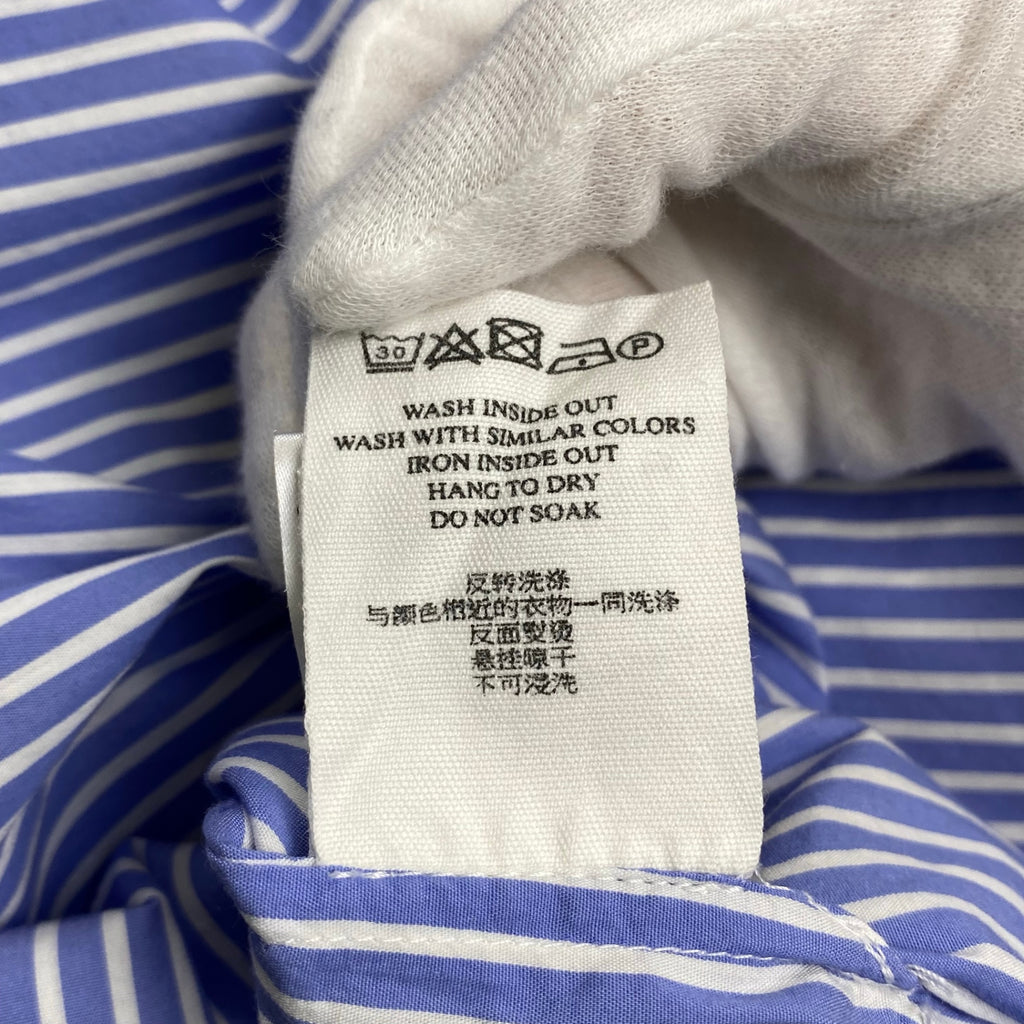 30 P
WASH INSIDE OUT
WASH WITH SIMILAR COLORS
IRON INSIDE OUT
HANG TO DRY
DO NOT SOAK
反转洗涤
与颜色相近的衣物一同洗涤
反面熨烫
悬挂晾干
不可浸洗